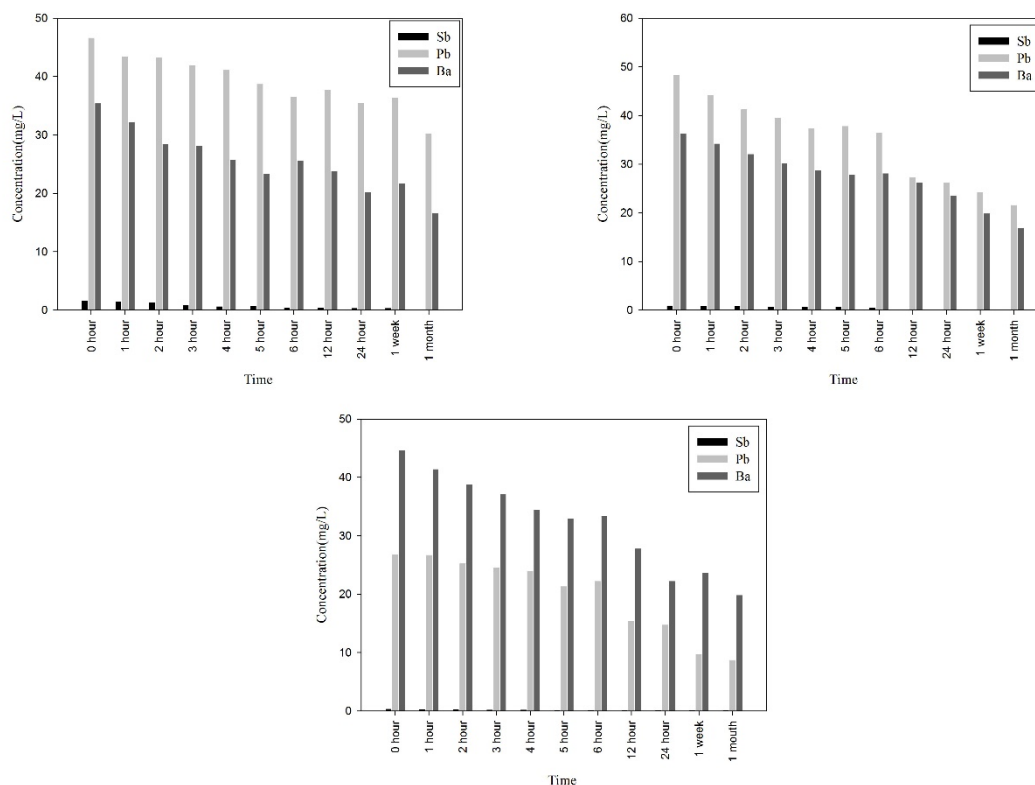 50
40
30
20
10
0
Concentration(mg/L)
Sb
Pb
Ba
0 hour
1 hour
2 hour
3 hour
4 hour
5 hour
6 hour
12 hour
24 hour
1 week
1 month
Time
60
50
40
30
20
10
0
Concentration(mg/L)
Sb
Pb
Ba
0 hour
1 hour
2 hour
3 hour
4 hour
5 hour
6 hour
12 hour
24 hour
1 week
1 month
Time
50
40
30
20
10
0
Concentration(mg/L)
Sb
Pb
Ba
0 hour
1 hour
2 hour
3 hour
4 hour
5 hour
6 hour
12 hour
24 hour
1 week
1 mouth
Time